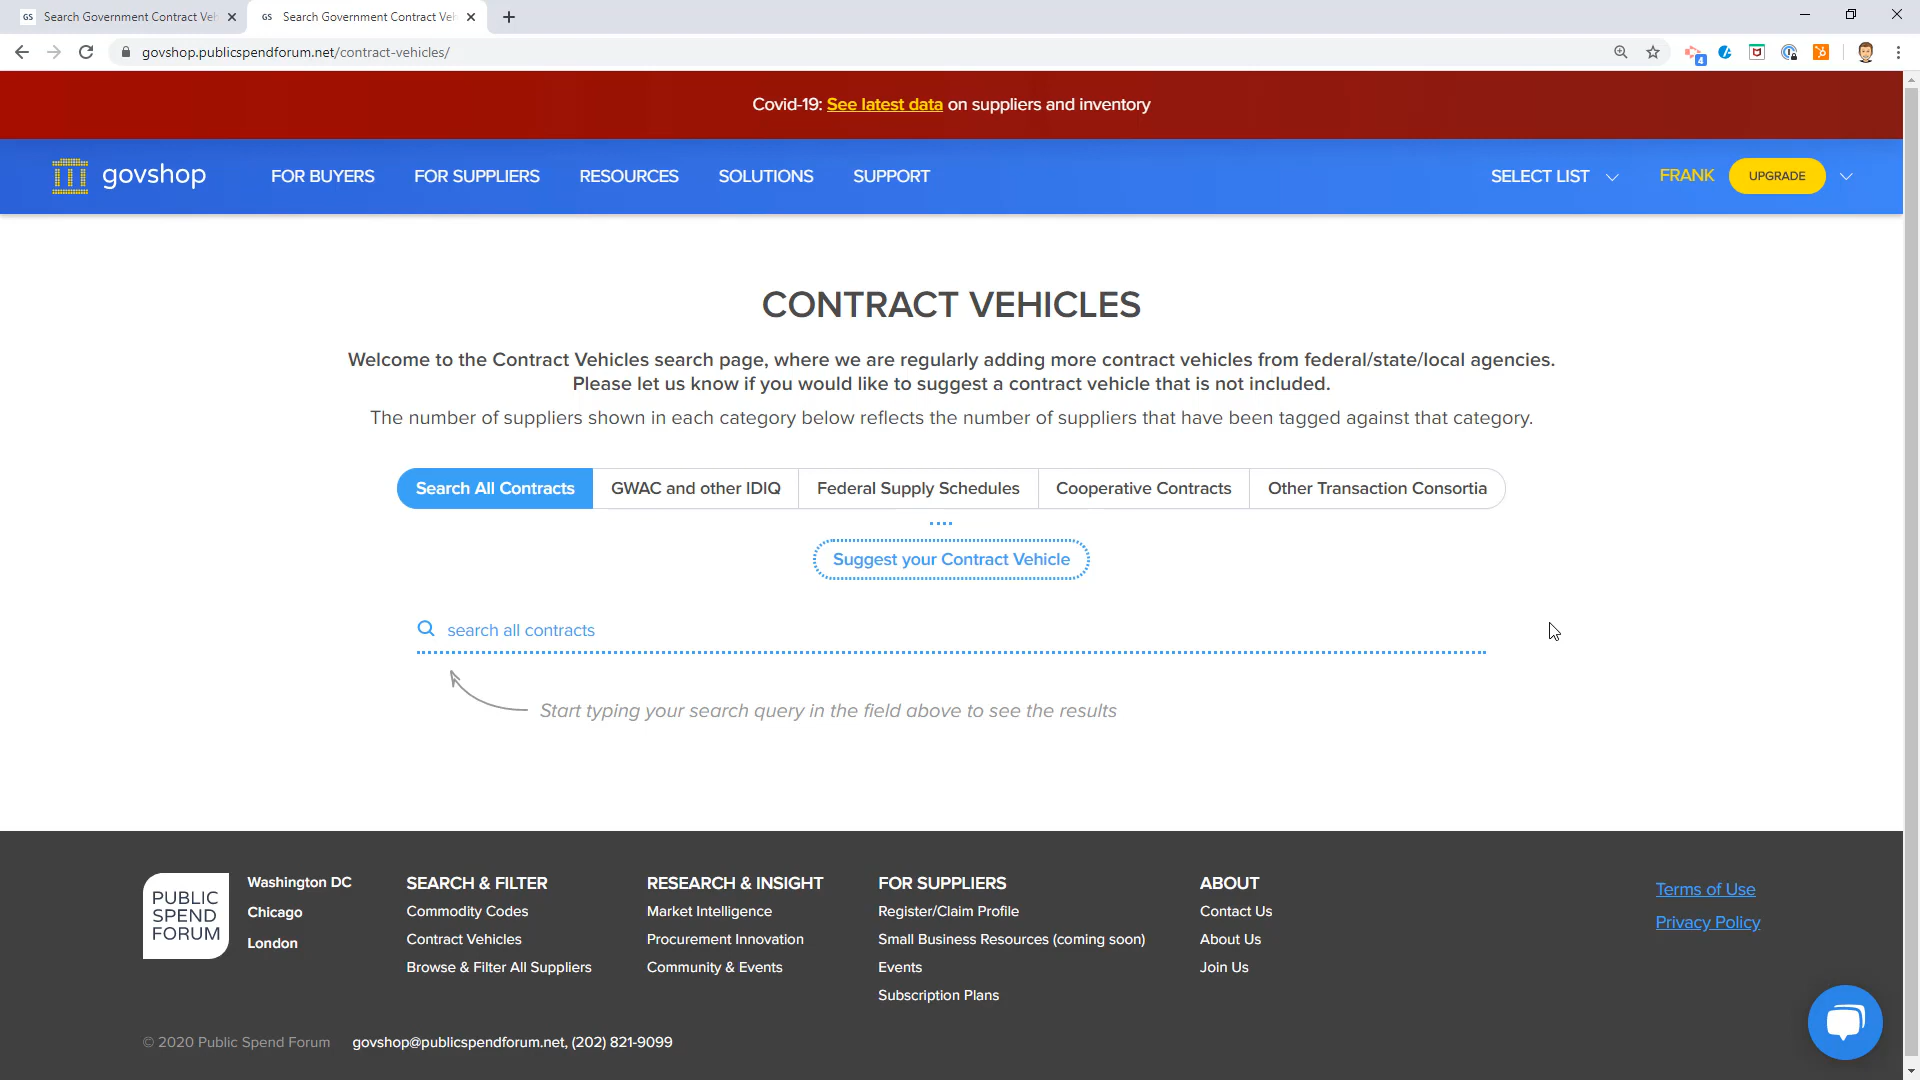 GS Search Government Contract Veh
GS Search Government Contract Veh
govshop.publicspendforum.net/contract-vehicles/
4
Covid-19: See latest data on suppliers and inventory
govshop
FOR BUYERS
FOR SUPPLIERS
RESOURCES
SOLUTIONS
SUPPORT
SELECT LIST
FRANK
UPGRADE
CONTRACT VEHICLES
Welcome to the Contract Vehicles search page, where we are regularly adding more contract vehicles from federal/state/local agencies.
Please let us know if you would like to suggest a contract vehicle that is not included.
The number of suppliers shown in each category below reflects the number of suppliers that have been tagged against that category.
Search All Contracts
GWAC and other IDIQ
Federal Supply Schedules
Cooperative Contracts
Other Transaction Consortia
Suggest your Contract Vehicle
search all contracts
Start typing your search query in the field above to see the results
PUBLIC
SPEND
FORUM
Washington DC
Chicago
London
SEARCH & FILTER
Commodity Codes
Contract Vehicles
Browse & Filter All Suppliers
RESEARCH & INSIGHT
Market Intelligence
Procurement Innovation
Community & Events
FOR SUPPLIERS
Register/Claim Profile
Small Business Resources (coming soon)
Events
Subscription Plans
ABOUT
Contact Us
About Us
Join Us
Terms of Use
Privacy Policy
© 2020 Public Spend Forum
govshop@publicspendforum.net, (202) 821-9099